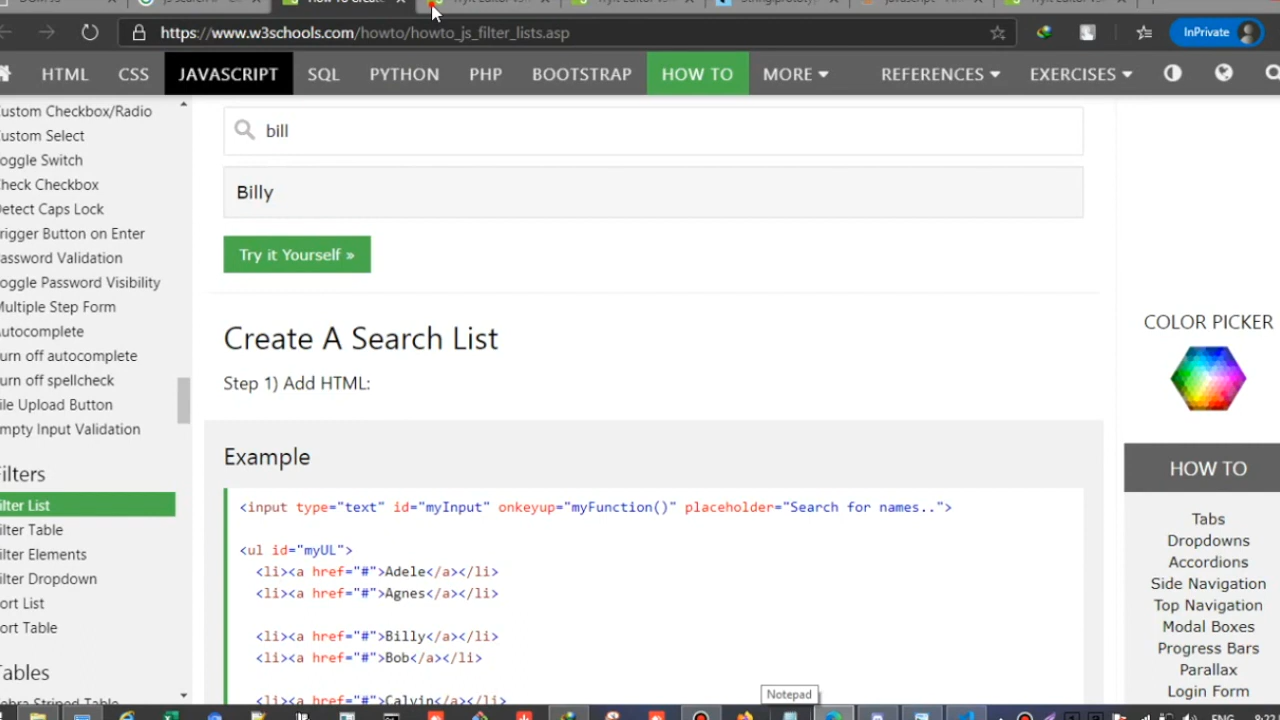 How To Create
https://www.w3schools.com/howto/howto_js_filter_lists.asp
InPrivate
HTML CSS JAVASCRIPT SQL PYTHON PHP BOOTSTRAP HOW TO MORE REFERENCES EXERCISES
ustom Checkbox/Radio
ustom Select
oggle Switch
heck Checkbox
etect Caps Lock
rigger Button on Enter
assword Validation
oggle Password Visibility
Multiple Step Form
utocomplete
urn off autocomplete
urn off spellcheck
ile Upload Button
mpty Input Validation
ilters
ilter List
ilter Table
ilter Elements
ilter Dropdown
ort List
ort Table
ables
bill
Billy
Try it Yourself »
Create A Search List
Step 1) Add HTML:
Example
<input type="text" id="myInput" onkeyup="myFunction()" placeholder="Search for names..">
<ul id="myUL">
<li><a href="#">Adele</a></li>
<li><a href="#">Agnes</a></li>
<li><a href="#">Billy</a></li>
<li><a href="#">Bob</a></li>
<li><a href="#">Calvin</a></li>
COLOR PICKER
HOW TO
Tabs
Dropdowns
Accordions
Side Navigation
Top Navigation
Modal Boxes
Progress Bars
Parallax
Login Form
Notepad